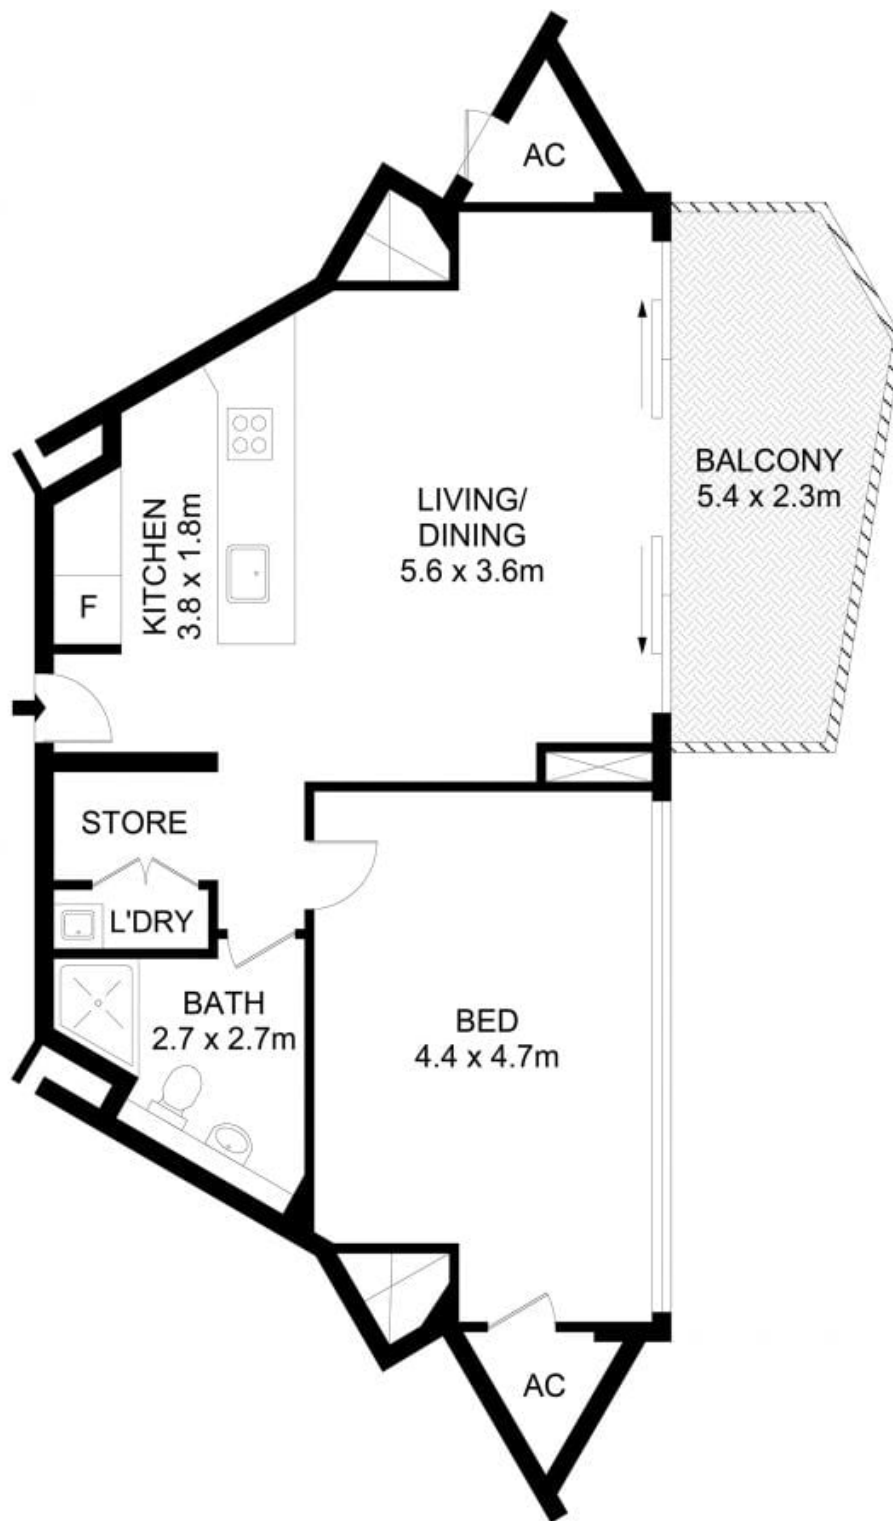 AC
BALCONY
5.4 x 2.3m
LIVING/
DINING
5.6 x 3.6m
KITCHEN
3.8 x 1.8m
F
STORE
L'DRY
BATH
2.7 x 2.7m
BED
4.4 x 4.7m
AC